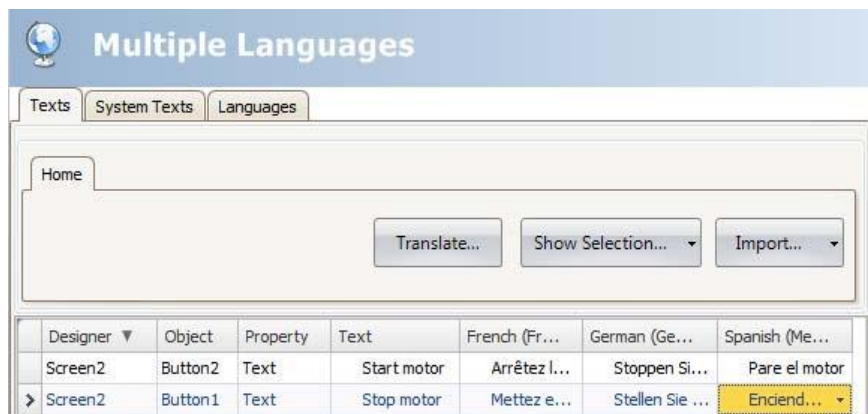 Multiple Languages
Texts System Texts Languages
Home
Translate... Show Selection... Import...
Designer Object Property Text French (Fr... German (Ge... Spanish (Me...
Screen2 Button2 Text Start motor Arrêtez l... Stoppen Si... Pare el motor
Screen2 Button1 Text Stop motor Mettez e... Stellen Sie ... Enciend...